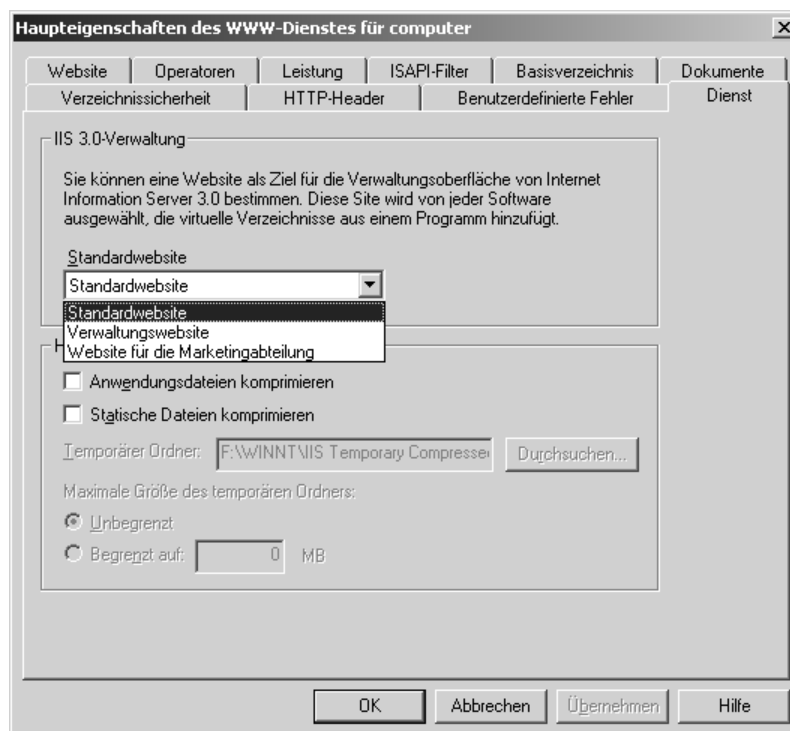 Haupteigenschaften des WWW-Dienstes für computer
Website Operatoren Leistung ISAPI-Filter Basisverzeichnis Dokumente
Verzeichnissicherheit HTTP-Header Benutzerdefinierte Fehler Dienst
IIS 3.0-Verwaltung
Sie können eine Website als Ziel für die Verwaltungsoberfläche von Internet
Information Server 3.0 bestimmen. Diese Site wird von jeder Software
ausgewählt, die virtuelle Verzeichnisse aus einem Programm hinzufügt.
Standardwebsite
Standardwebsite
Standardwebsite
Verwaltungswebsite
Website für die Marketingabteilung
Anwendungsdateien komprimieren
Statische Dateien komprimieren
Temporärer Ordner: F:\WINNT\IIS Temporary Compressed Durchsuchen...
Maximale Größe des temporären Ordners:
Unbegrenzt
Begrenzt auf: 0 MB
OK Abbrechen Übernehmen Hilfe